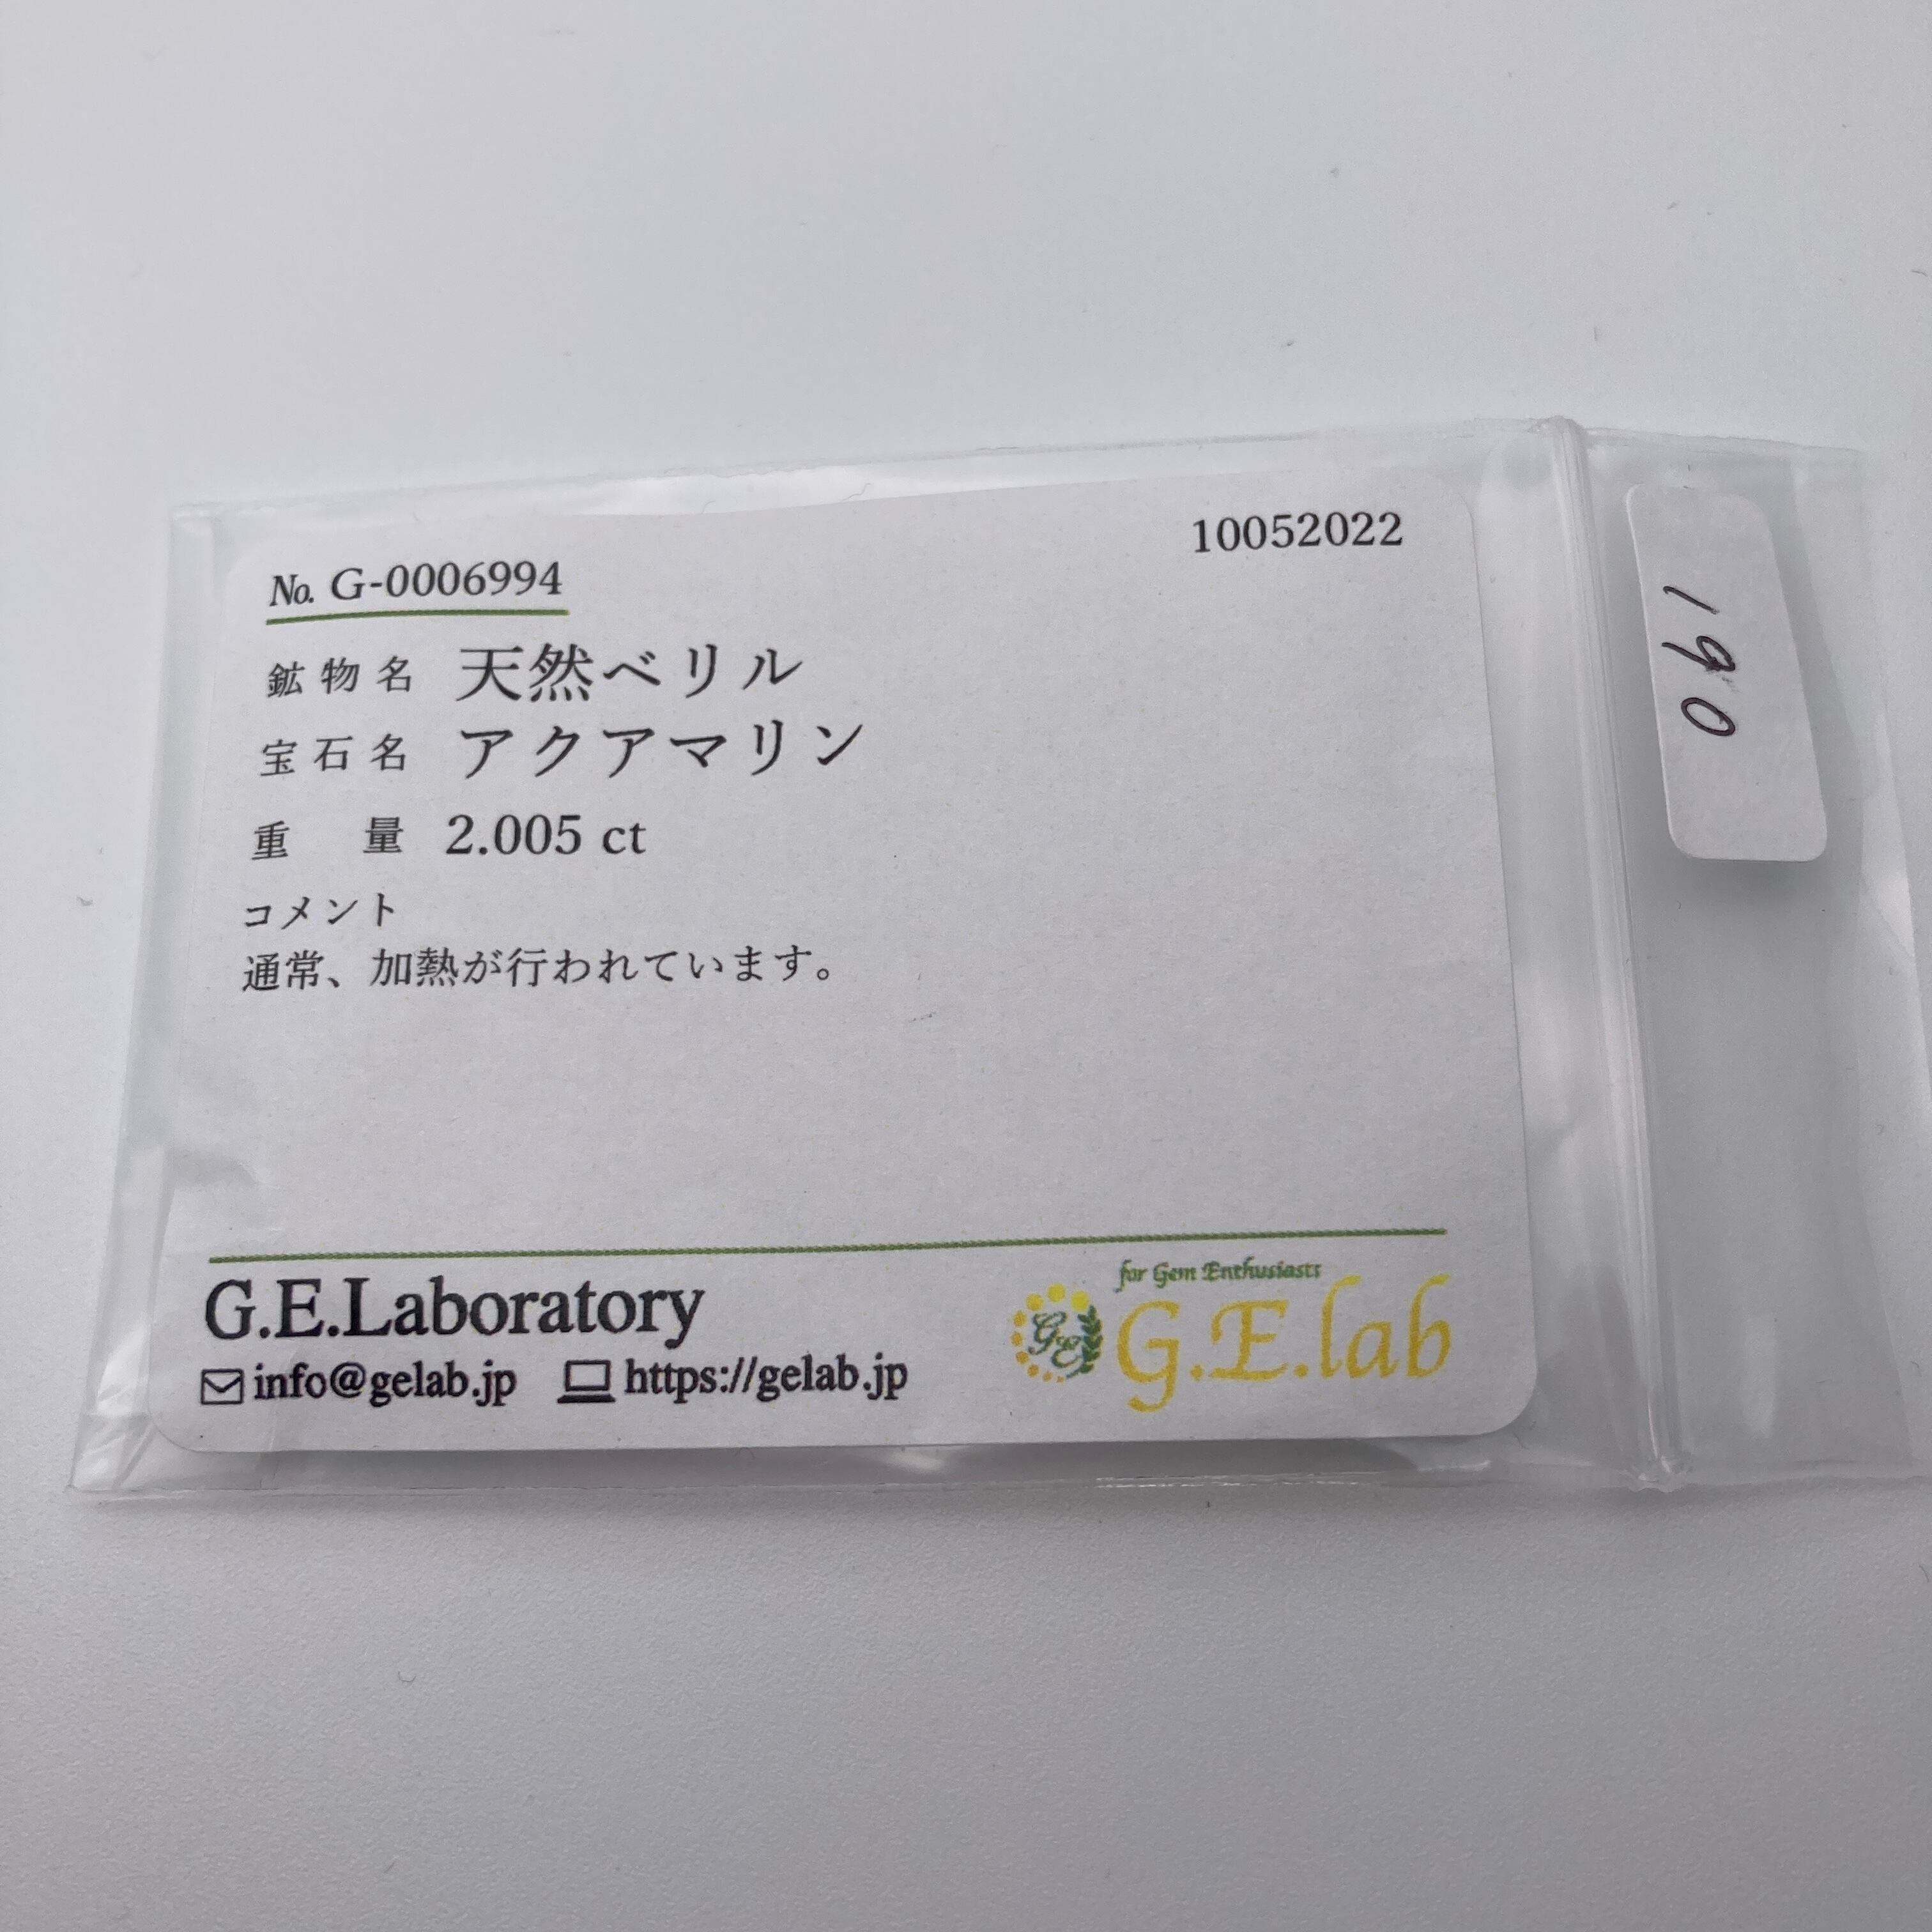 10052022
No. G-0006994
鉱物名 天然ベリル
宝石名 アクアマリン
重量 2.005 ct
コメント
通常、加熱が行われています。
G.E.Laboratory
info@gelab.jp https://gelab.jp
for Gem Enthusiasts
GE G.E.lab
190